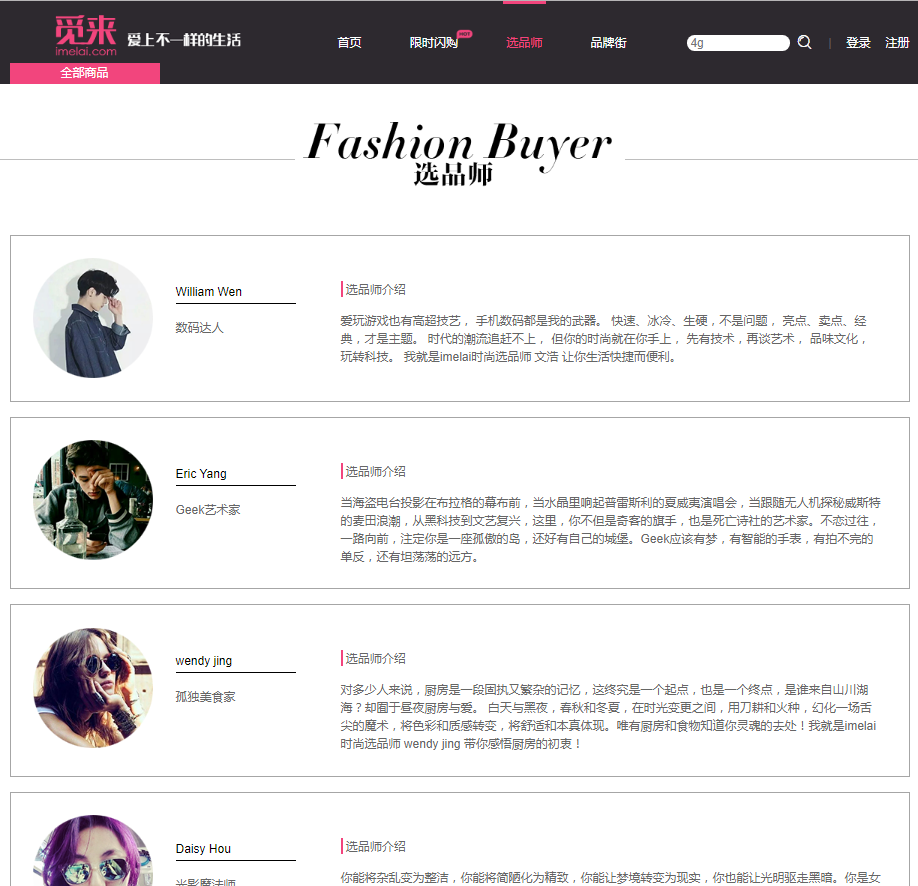 觅来
imelai.com
爱上不一样的生活
首页
限时闪购
HOT
选品师
品牌街
4g
|
登录
注册
全部商品
Fashion Buyer
选品师
William Wen
数码达人
选品师介绍
爱玩游戏也有高超技艺， 手机数码都是我的武器。 快速、冰冷、生硬，不是问题， 亮点、卖点、经
典，才是主题。 时代的潮流追赶不上， 但你的时尚就在你手上， 先有技术，再谈艺术， 品味文化，
玩转科技。 我就是imelai时尚选品师 文浩 让你生活快捷而便利。
Eric Yang
Geek艺术家
选品师介绍
当海盗电台投影在布拉格的幕布前，当水晶里响起普雷斯利的夏威夷演唱会，当跟随无人机探秘威斯特
的麦田浪潮，从黑科技到文艺复兴，这里，你不但是奇客的旗手，也是死亡诗社的艺术家。不恋过往，
一路向前，注定你是一座孤傲的岛，还好有自己的城堡。Geek应该有梦，有智能的手表，有拍不完的
单反，还有坦荡荡的远方。
wendy jing
孤独美食家
选品师介绍
对多少人来说，厨房是一段固执又繁杂的记忆，这终究是一个起点，也是一个终点，是谁来自山川湖
海？却囿于昼夜厨房与爱。 白天与黑夜，春秋和冬夏，在时光变更之间，用刀耕和火种，幻化一场舌
尖的魔术，将色彩和质感转变，将舒适和本真体现。唯有厨房和食物知道你灵魂的去处！我就是imelai
时尚选品师 wendy jing 带你感悟厨房的初衷！
Daisy Hou
光影魔法师
选品师介绍
你能将杂乱变为整洁，你能将简陋化为精致，你能让梦境转变为现实，你也能让光明驱走黑暗。你是女